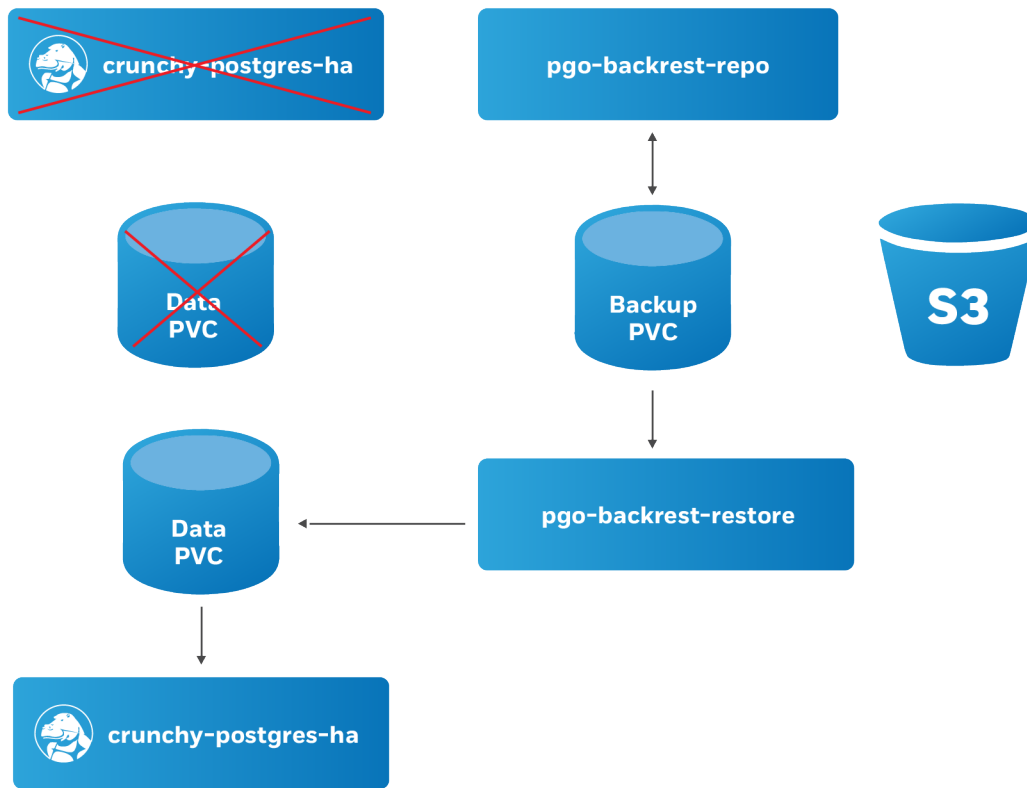 crunchy-postgres-ha
pgo-backrest-repo
Data
PVC
Backup
PVC
S3
Data
PVC
pgo-backrest-restore
crunchy-postgres-ha